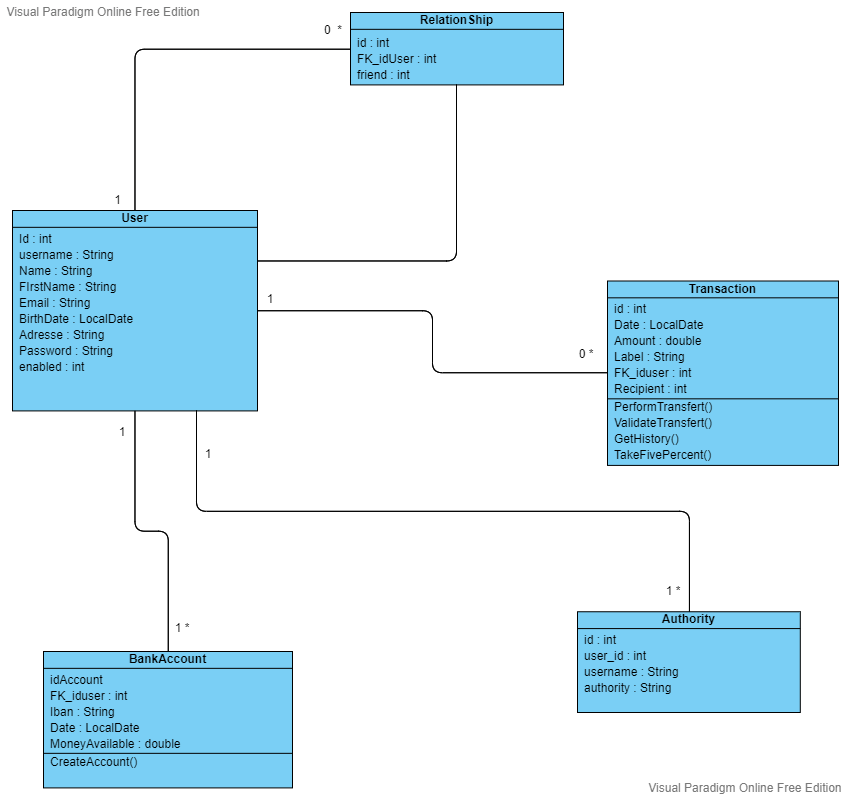 Visual Paradigm Online Free Edition
RelationShip
0 *
id : int
FK_idUser : int
friend : int
1
User
Id : int
username : String
Name : String
FIrstName : String
Email : String
BirthDate : LocalDate
Adresse : String
Password : String
enabled : int
1
Transaction
id : int
Date : LocalDate
Amount : double
Label : String
FK_iduser : int
Recipient : int
0 *
PerformTransfert()
ValidateTransfert()
GetHistory()
TakeFivePercent()
1
1
1 *
Authority
id : int
user_id : int
username : String
authority : String
1 *
BankAccount
idAccount
FK_iduser : int
Iban : String
Date : LocalDate
MoneyAvailable : double
CreateAccount()
Visual Paradigm Online Free Edition